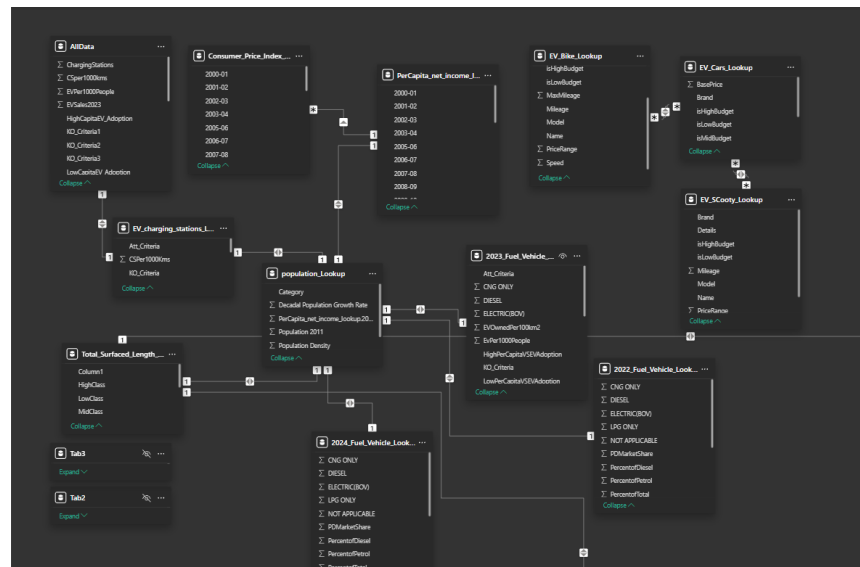 AllData
Σ ChargingStations
Σ CSper1000kms
Σ EVPer1000People
Σ EVSales2023
HighCapitaEV_Adoption
KO_Criteria1
KO_Criteria2
KO_Criteria3
LowCapitaEV Adoption
Collapse
Consumer_Price_Index_...
2000-01
2001-02
2002-03
2003-04
2005-06
2006-07
2007-08
Collapse
PerCapita_net_income_l...
2000-01
2001-02
2002-03
2003-04
2005-06
2006-07
2007-08
2008-09
Collapse
EV_Bike_Lookup
isHighBudget
isLowBudget
Σ MaxMileage
Mileage
Model
Name
Σ PriceRange
Σ Speed
Collapse
EV_Cars_Lookup
Σ BasePrice
Brand
isHighBudget
isLowBudget
isMidBudget
Collapse
EV_SCooty_Lookup
Brand
Details
isHighBudget
isLowBudget
Σ Mileage
Model
Name
Σ PriceRange
Collapse
EV_charging_stations_L...
Att_Criteria
Σ CSPer1000Kms
KO_Criteria
Collapse
population_Lookup
Category
Σ Decadal Population Growth Rate
Σ PerCapita_net_income_lookup.20...
Σ Population 2011
Σ Population Density
Collapse
2023_Fuel_Vehicle_...
Att_Criteria
Σ CNG ONLY
Σ DIESEL
Σ ELECTRIC(BOV)
Σ EVOwnedPer100km2
Σ EvPer1000People
HighPerCapitaVSEVAdoption
KO_Criteria
LowPerCapitaVSEVAdoption
Collapse
Total_Surfaced_Length_...
Column1
HighClass
LowClass
MidClass
Collapse
2022_Fuel_Vehicle_Look...
Σ CNG ONLY
Σ DIESEL
Σ ELECTRIC(BOV)
Σ LPG ONLY
Σ NOT APPLICABLE
Σ PDMarketShare
Σ PercentofDiesel
Σ PercentofPetrol
Σ PercentofTotal
Collapse
2024_Fuel_Vehicle_Look...
Σ CNG ONLY
Σ DIESEL
Σ ELECTRIC(BOV)
Σ LPG ONLY
Σ NOT APPLICABLE
Σ PDMarketShare
Σ PercentofDiesel
Σ PercentofPetrol
Tab3
Expand
Tab2
Expand